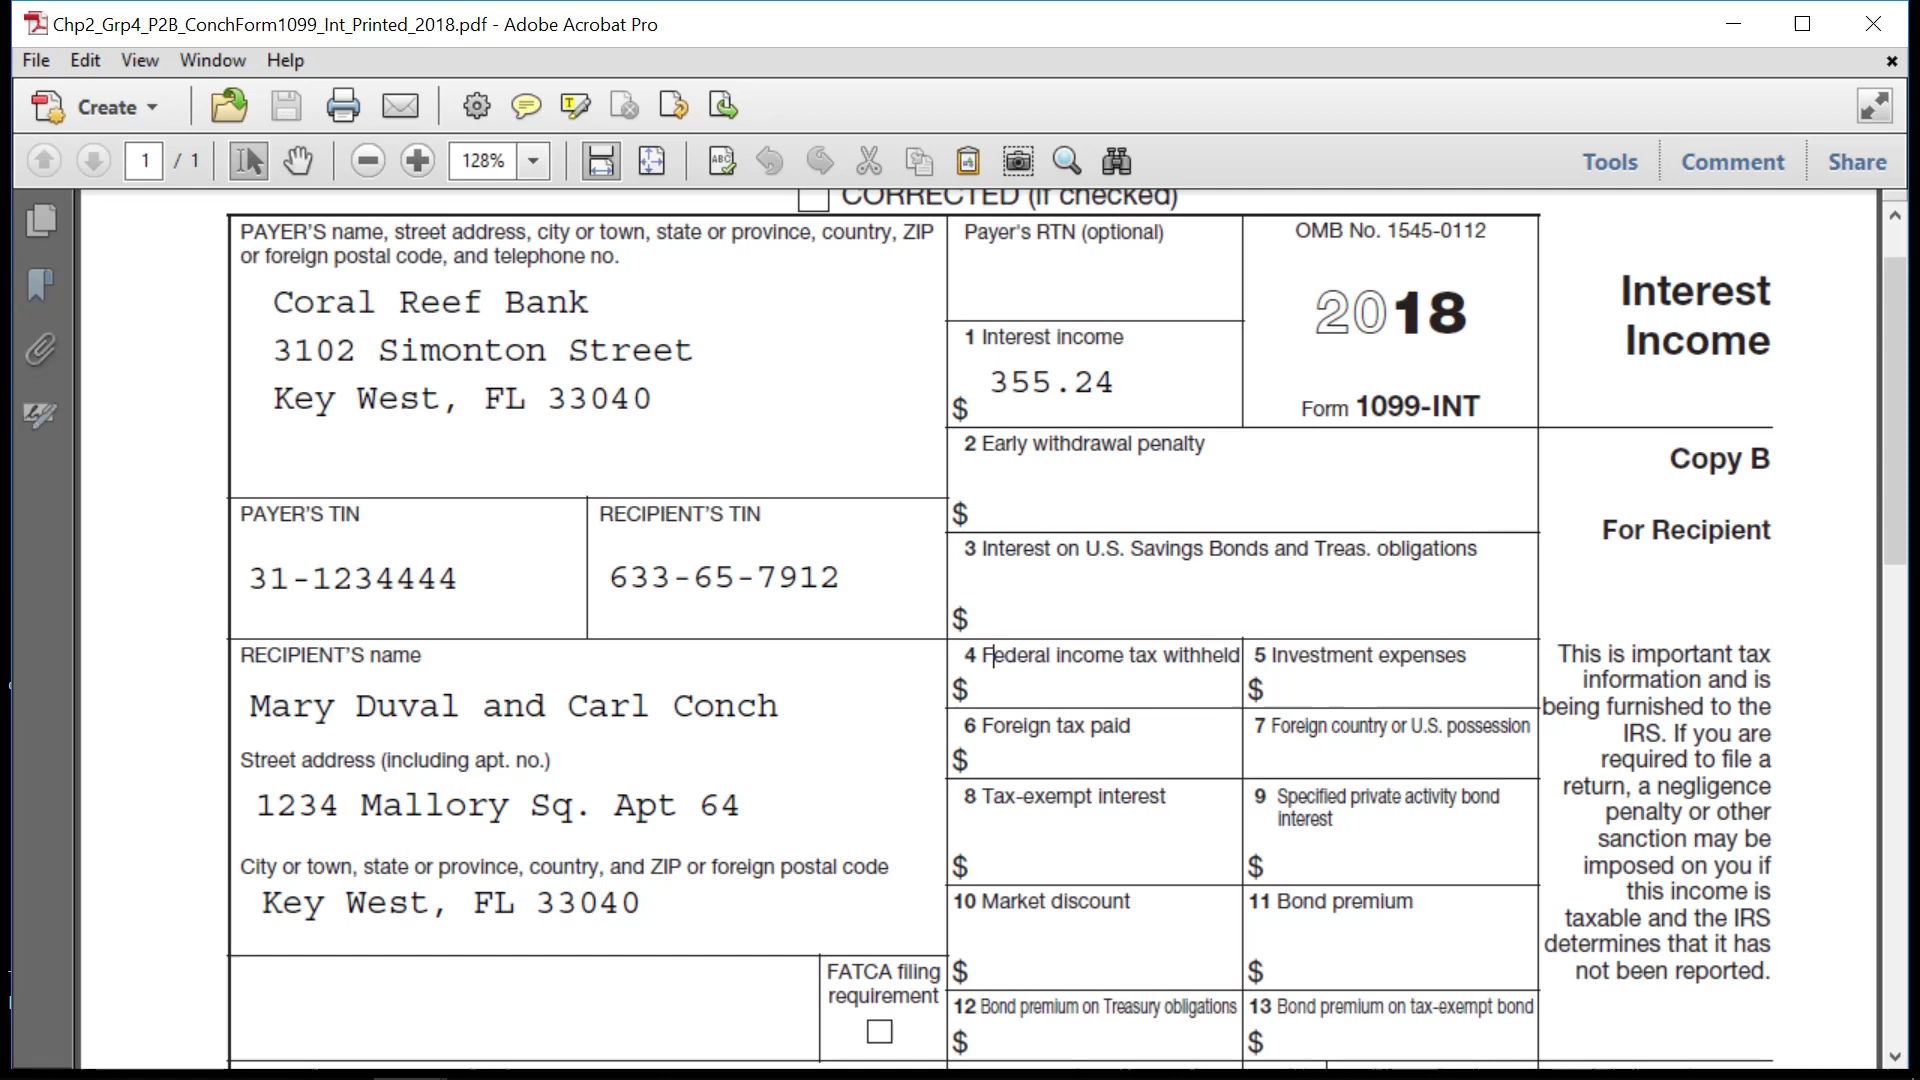 Chp2_Grp4_P2B_ConchForm1099_Int_Printed_2018.pdf - Adobe Acrobat Pro
File Edit View Window Help
Create
1 / 1 128% Tools Comment Share
CORRECTED (if checked)
PAYER'S name, street address, city or town, state or province, country, ZIP
or foreign postal code, and telephone no.
Coral Reef Bank
3102 Simonton Street
Key West, FL 33040
Payer's RTN (optional)
1 Interest income
355.24
$
OMB No. 1545-0112
2018
Form 1099-INT
Interest
Income
2 Early withdrawal penalty
$
Copy B
For Recipient
PAYER'S TIN
31-1234444
RECIPIENT'S TIN
633-65-7912
3 Interest on U.S. Savings Bonds and Treas. obligations
$
RECIPIENT'S name
Mary Duval and Carl Conch
Street address (including apt. no.)
1234 Mallory Sq. Apt 64
City or town, state or province, country, and ZIP or foreign postal code
Key West, FL 33040
4 Federal income tax withheld
$
5 Investment expenses
$
6 Foreign tax paid
$
7 Foreign country or U.S. possession
8 Tax-exempt interest
$
9 Specified private activity bond
interest
$
10 Market discount
$
11 Bond premium
$
FATCA filing
requirement
12 Bond premium on Treasury obligations
$
13 Bond premium on tax-exempt bond
$
This is important tax
information and is
being furnished to the
IRS. If you are
required to file a
return, a negligence
penalty or other
sanction may be
imposed on you if
this income is
taxable and the IRS
determines that it has
not been reported.